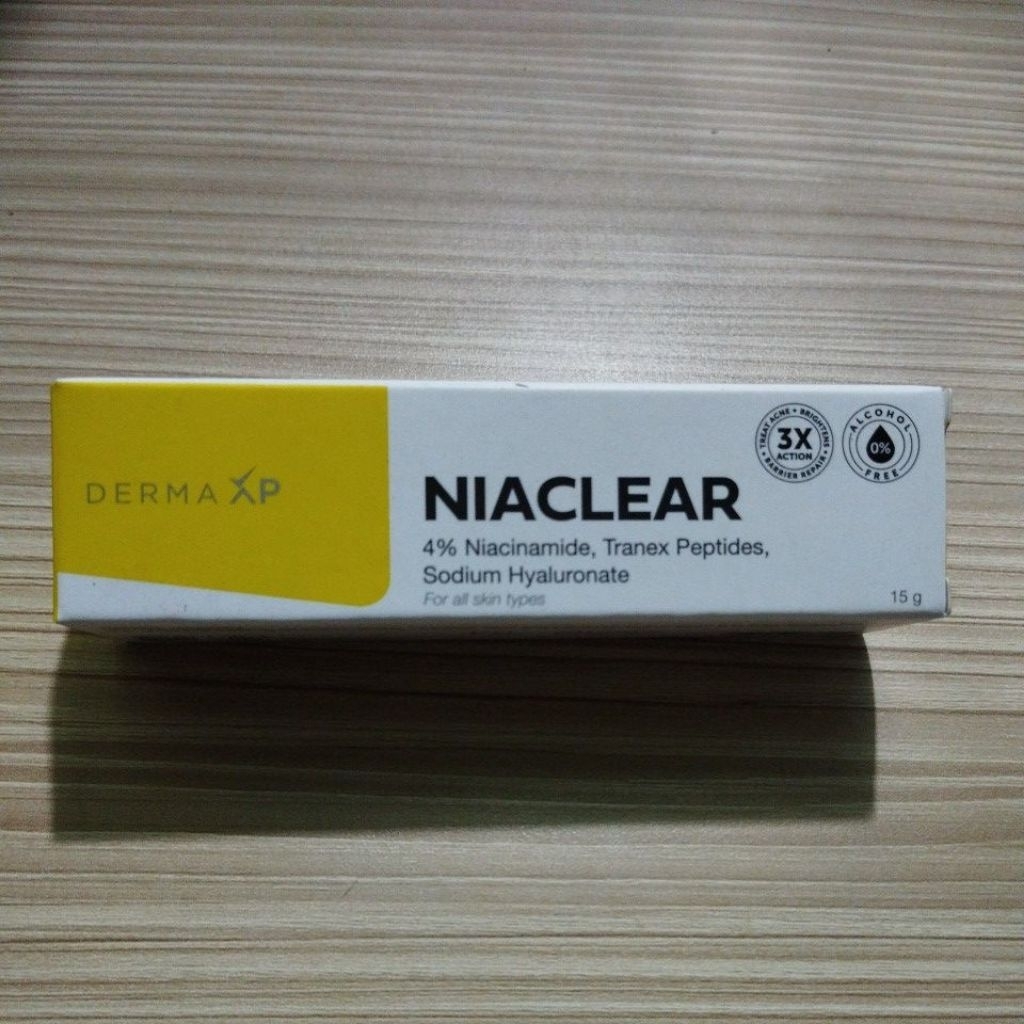 DERMA XP
NIACLEAR
4% Niacinamide, Tranex Peptides,
Sodium Hyaluronate
For all skin types
TREAT ACNE • BRIGHTENS • BARRIER REPAIR •
3X
ACTION
ALCOHOL
0%
FREE
15 g